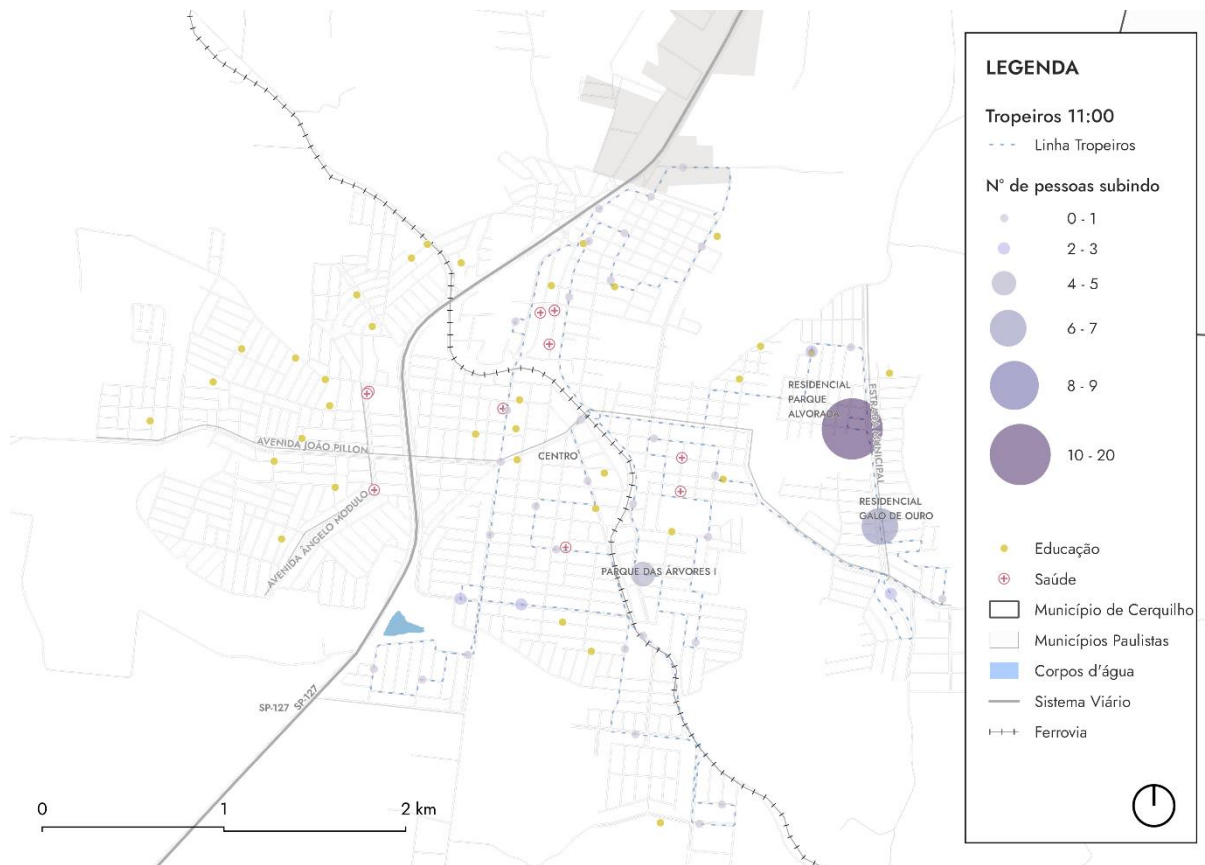 LEGENDA
Tropeiros 11:00
Linha Tropeiros
N° de pessoas subindo
0 - 1
2 - 3
4 - 5
6 - 7
8 - 9
10 - 20
Educação
Saúde
Município de Cerquilho
Municípios Paulistas
Corpos d'água
Sistema Viário
Ferrovia
RESIDENCIAL
PARQUE
ALVORADA
ESTRADA MUNICIPAL
AVENIDA JOÃO PILLON
CENTRO
RESIDENCIAL
GALO DE OURO
AVENIDA ÂNGELO MODULO
PARQUE DAS ÁRVORES I
SP-127
SP-127
0
1
2 km